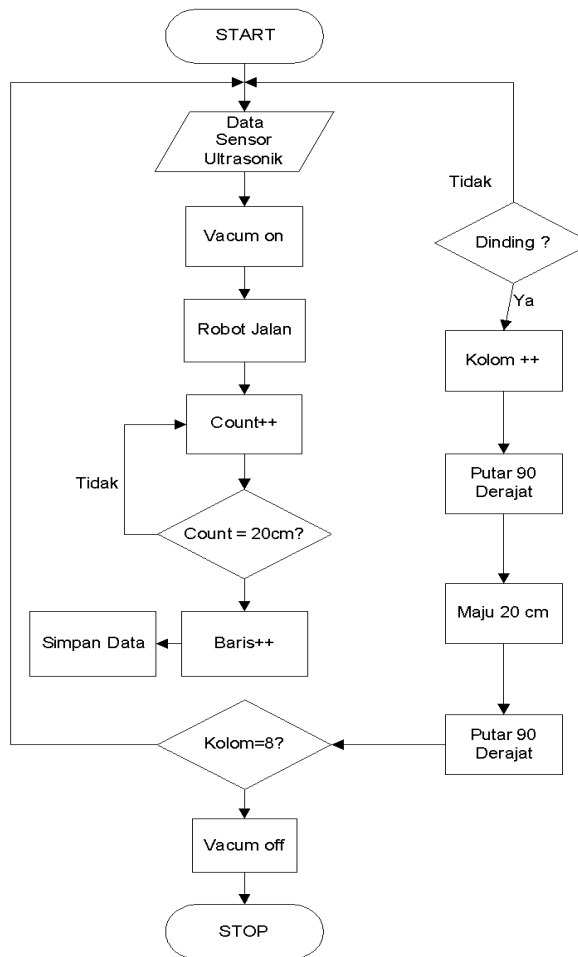 START
Data
Sensor
Ultrasonik
Vacum on
Robot Jalan
Count++
Tidak
Count = 20cm?
Baris++
Simpan Data
Tidak
Dinding ?
Ya
Kolom ++
Putar 90
Derajat
Maju 20 cm
Putar 90
Derajat
Kolom=8?
Vacum off
STOP